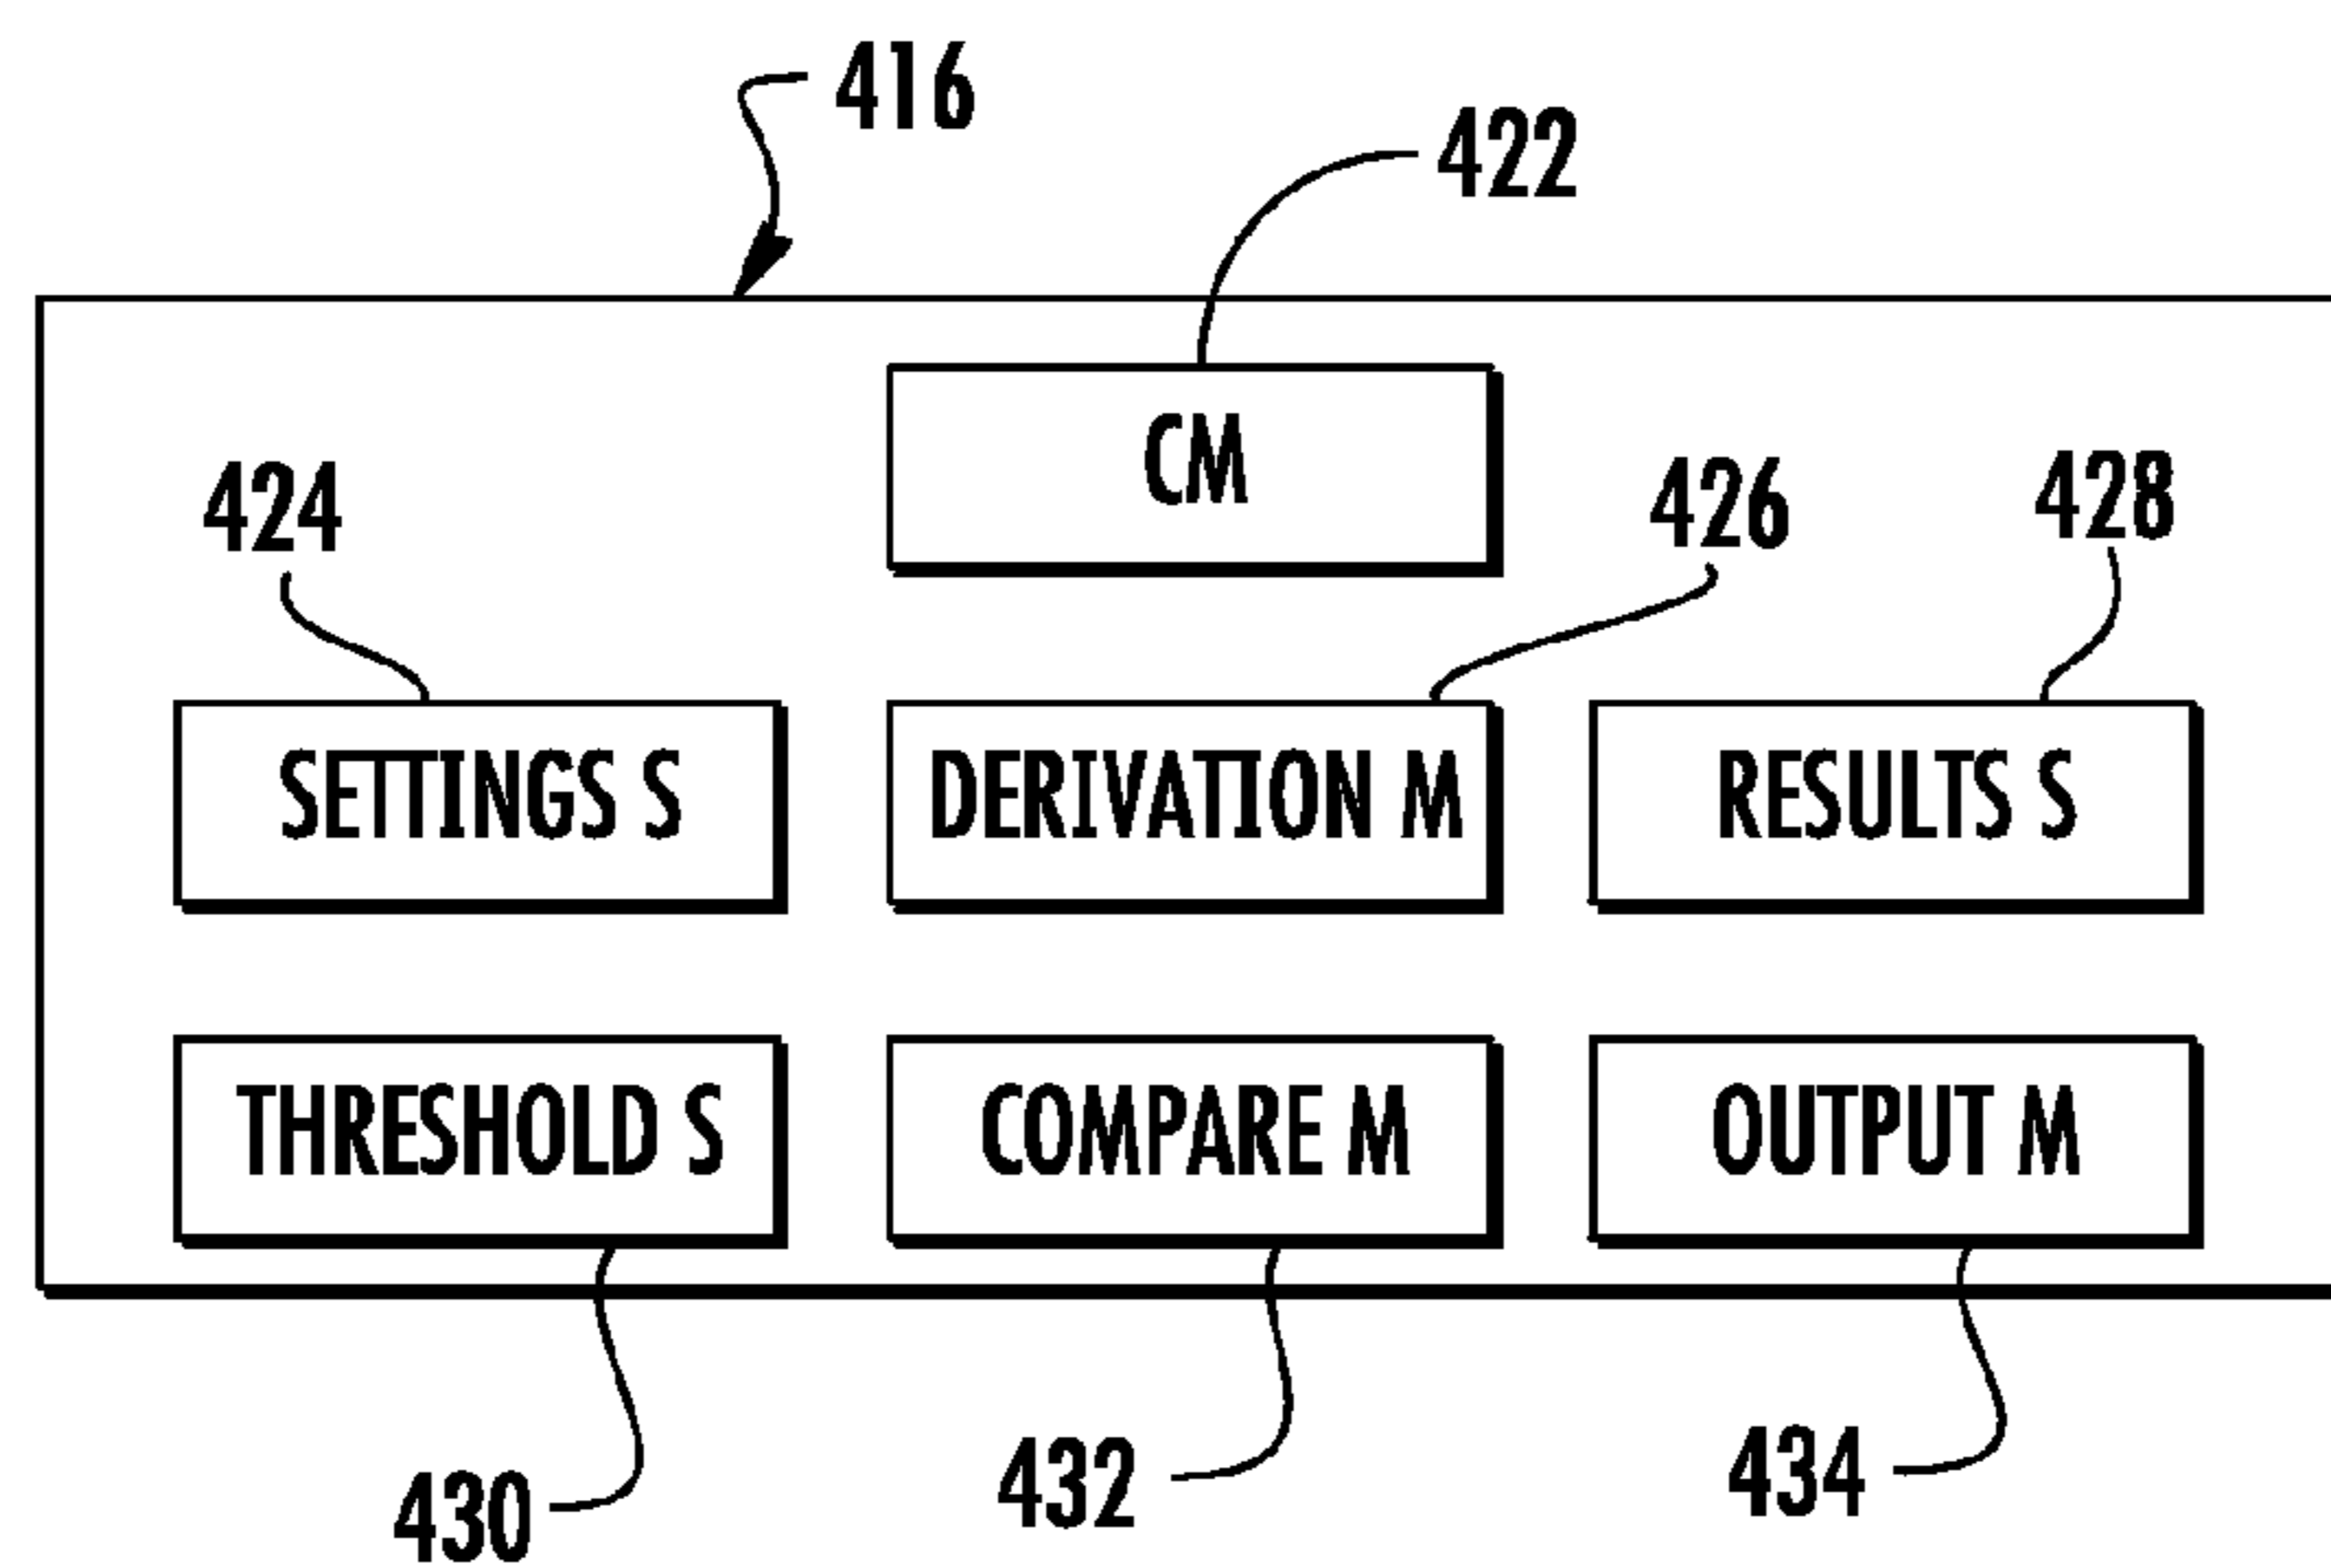 416
422
CM
424
426
428
SETTINGS S
DERIVATION M
RESULTS S
THRESHOLD S
COMPARE M
OUTPUT M
430
432
434